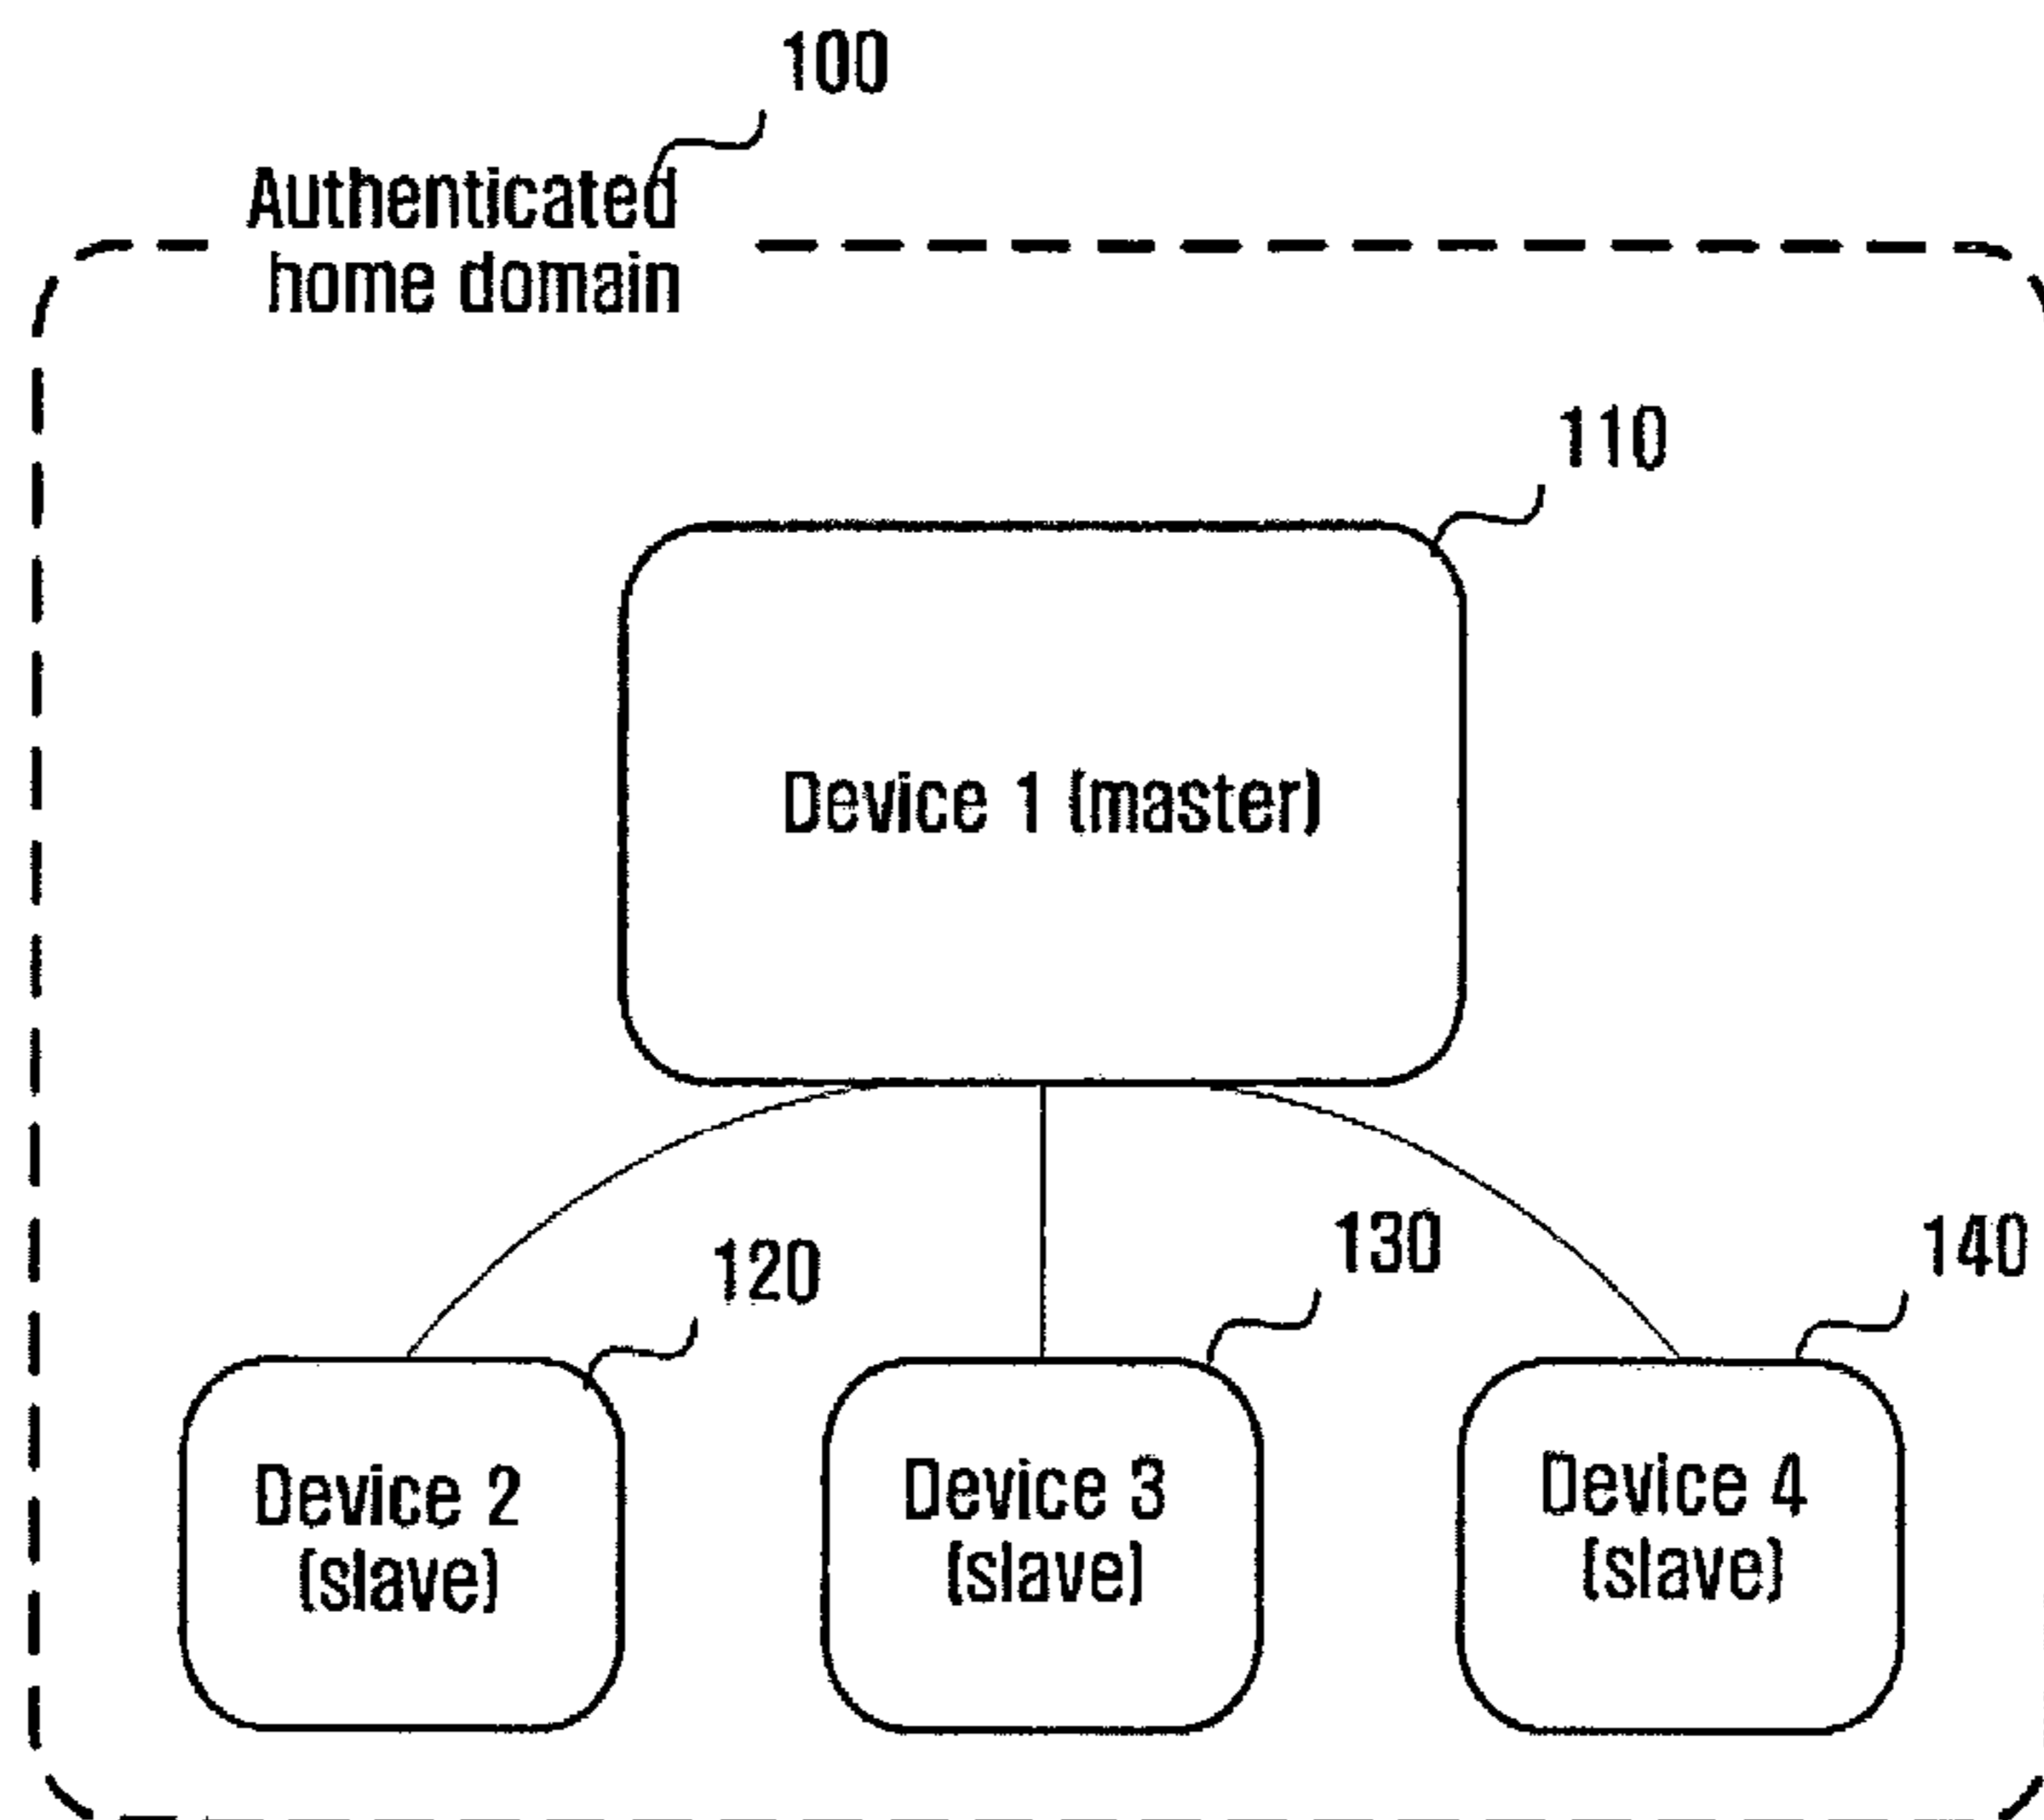 100
Authenticated
home domain
110
Device 1 (master)
120
130
140
Device 2
(slave)
Device 3
(slave)
Device 4
(slave)